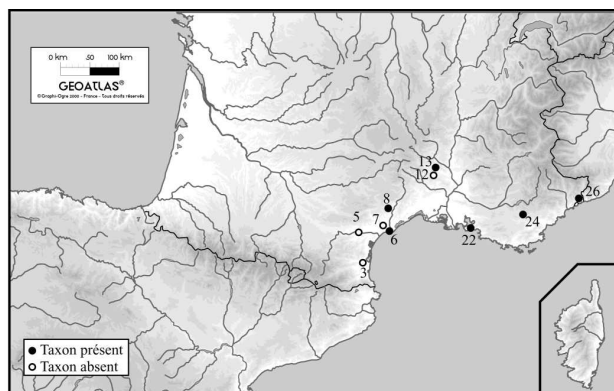 0 km 50 100 km
GEOATLAS®
© Graphi-Ogre 2000 - France - Tous droits réservés
13
12
26
8
5
7
24
6
22
3
Taxon présent
Taxon absent